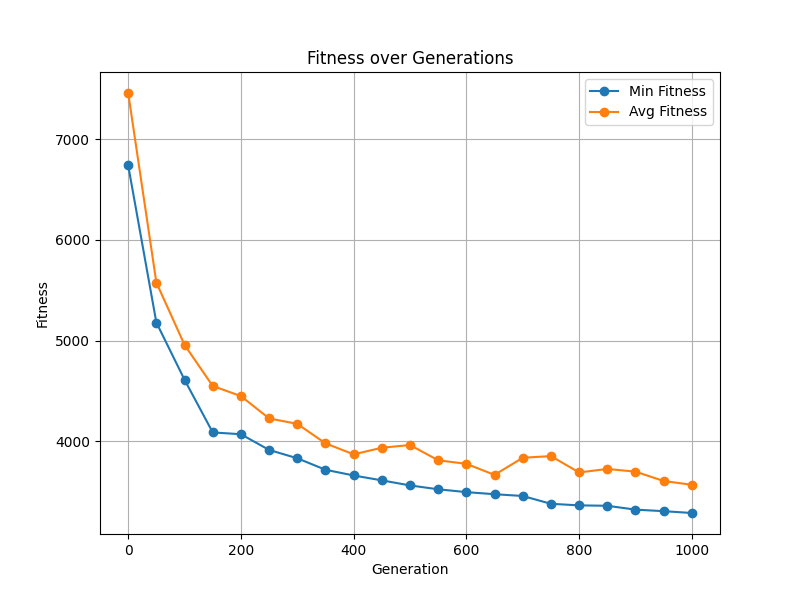 Fitness over Generations
Min Fitness
Avg Fitness
7000
6000
5000
4000
Fitness
0 200 400 600 800 1000
Generation